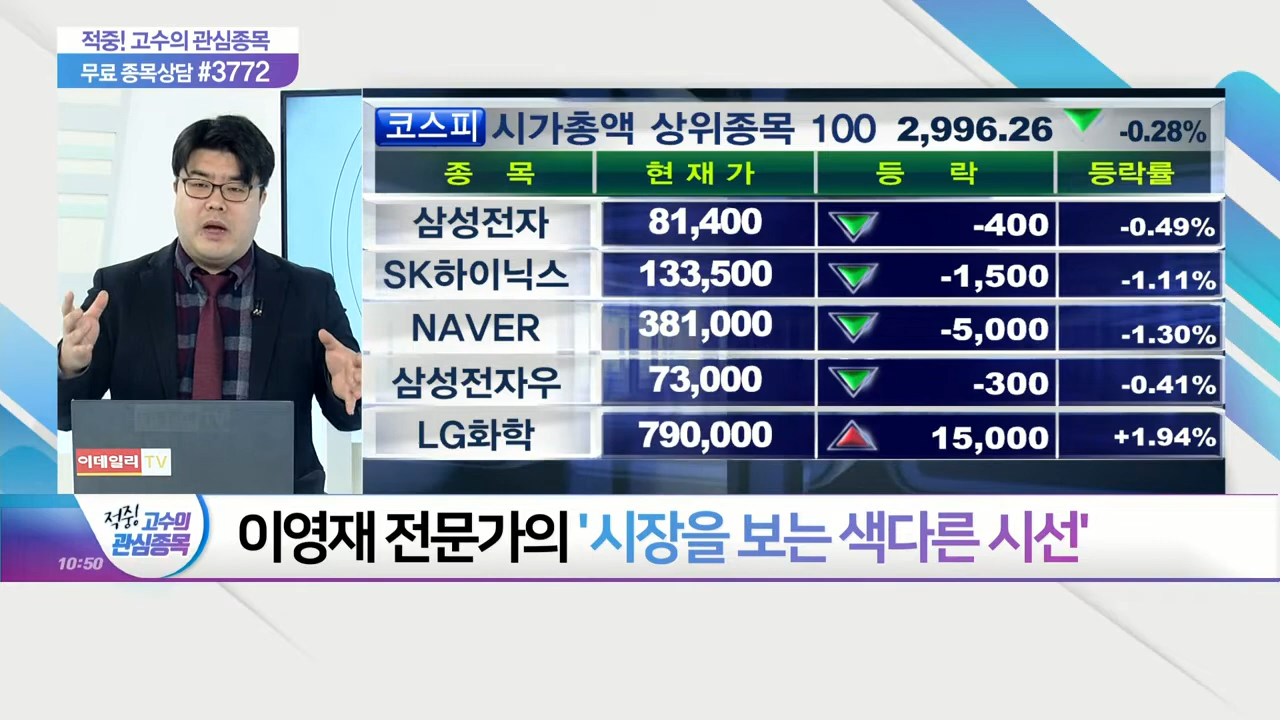 적중! 고수의 관심종목
무료 종목상담 #3772
코스피 시가총액 상위종목 100 2,996.26 -0.28%
종 목 현 재 가 등 락 등락률
삼성전자 81,400 -400 -0.49%
SK하이닉스 133,500 -1,500 -1.11%
NAVER 381,000 -5,000 -1.30%
삼성전자우 73,000 -300 -0.41%
LG화학 790,000 15,000 +1.94%
이데일리 TV
적중! 고수의
관심종목
10:50
이영재 전문가의 '시장을 보는 색다른 시선'